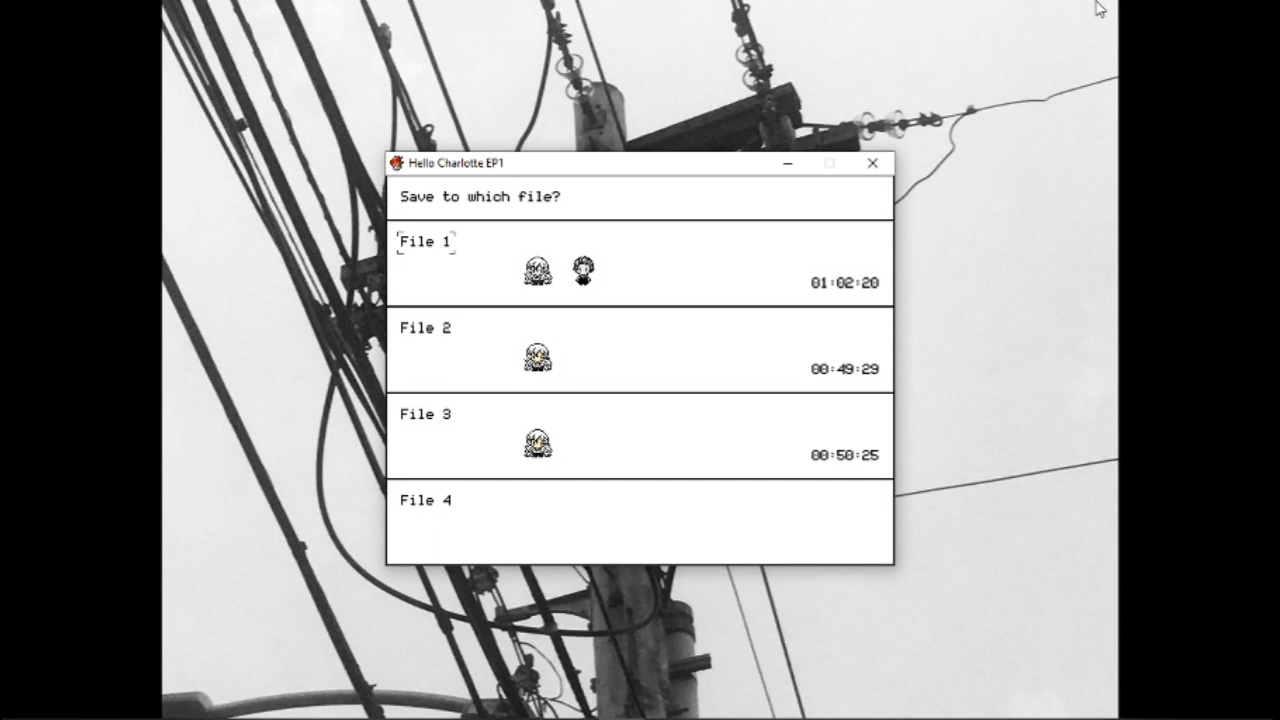 Hello Charlotte EP1
Save to which file?
File 1
01:02:20
File 2
00:49:29
File 3
00:50:25
File 4